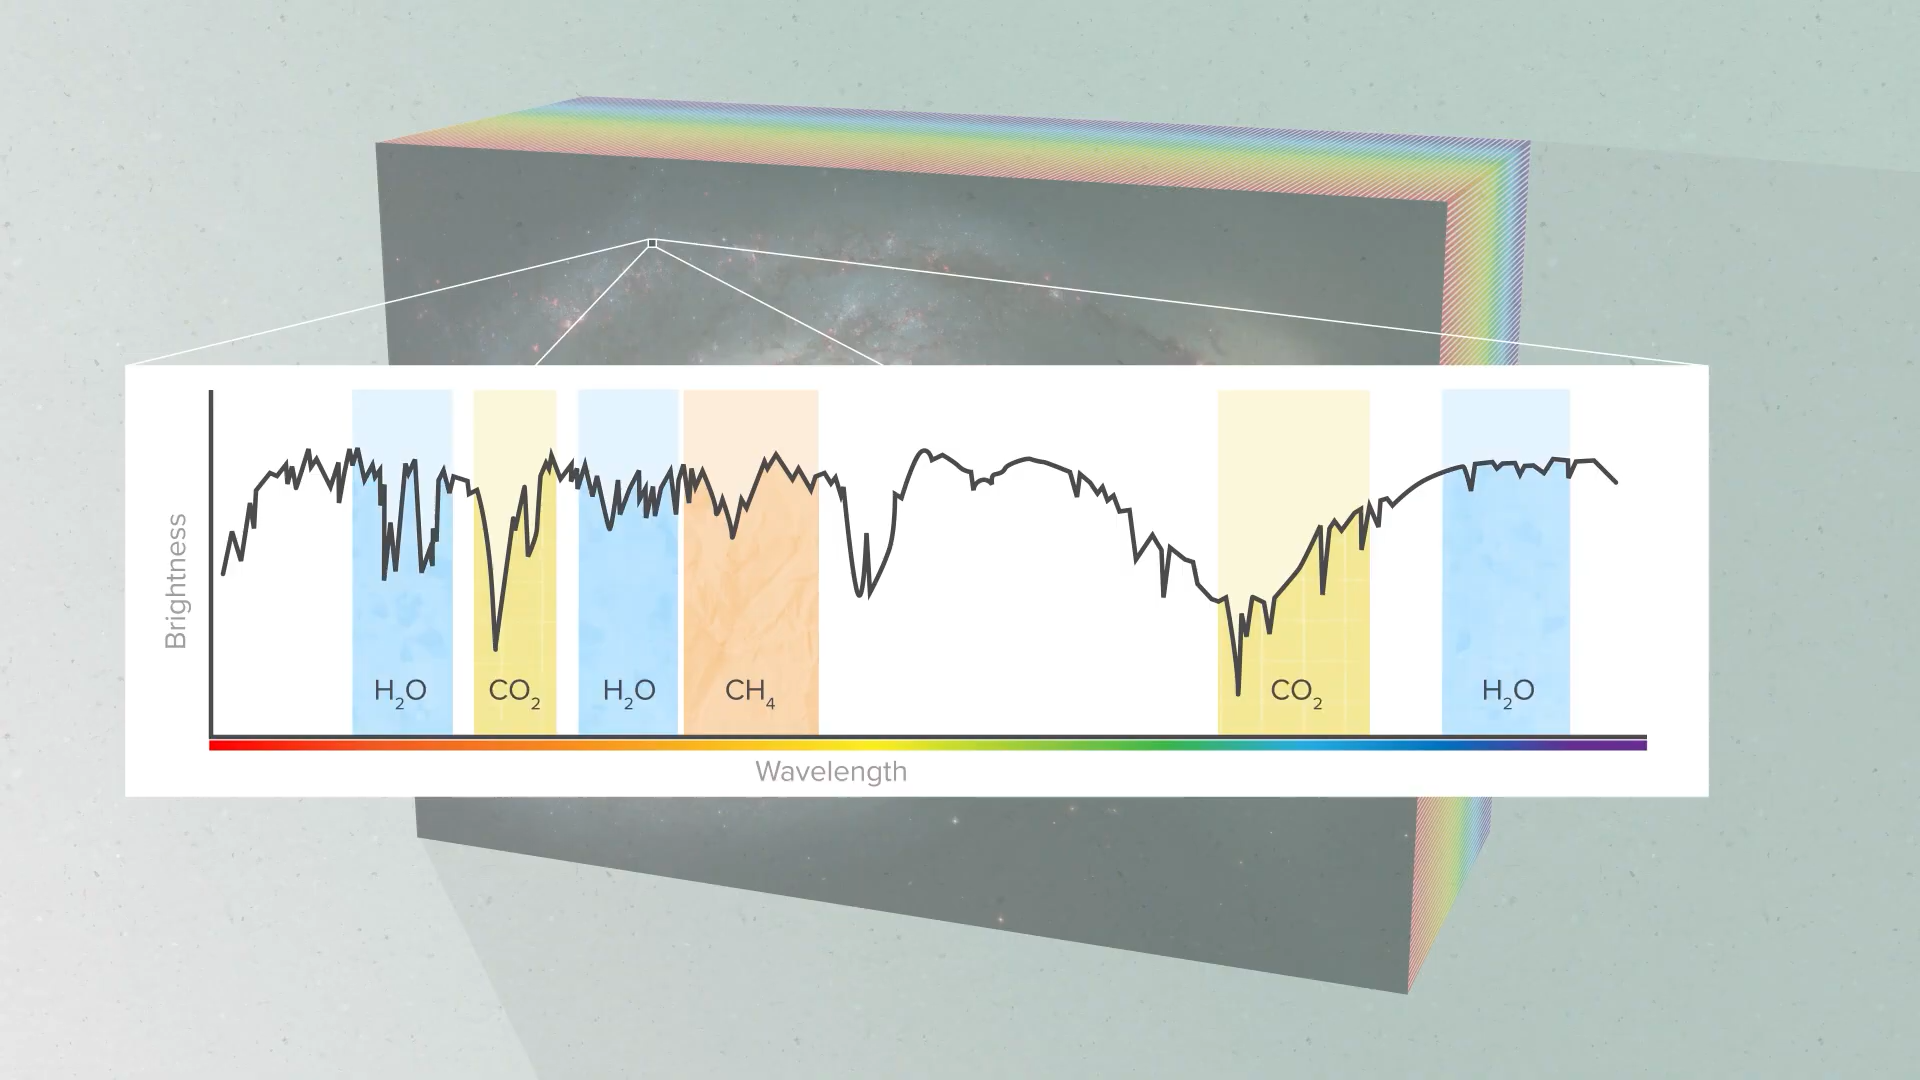 Brightness
H₂O
CO₂
H₂O
CH₄
CO₂
H₂O
Wavelength